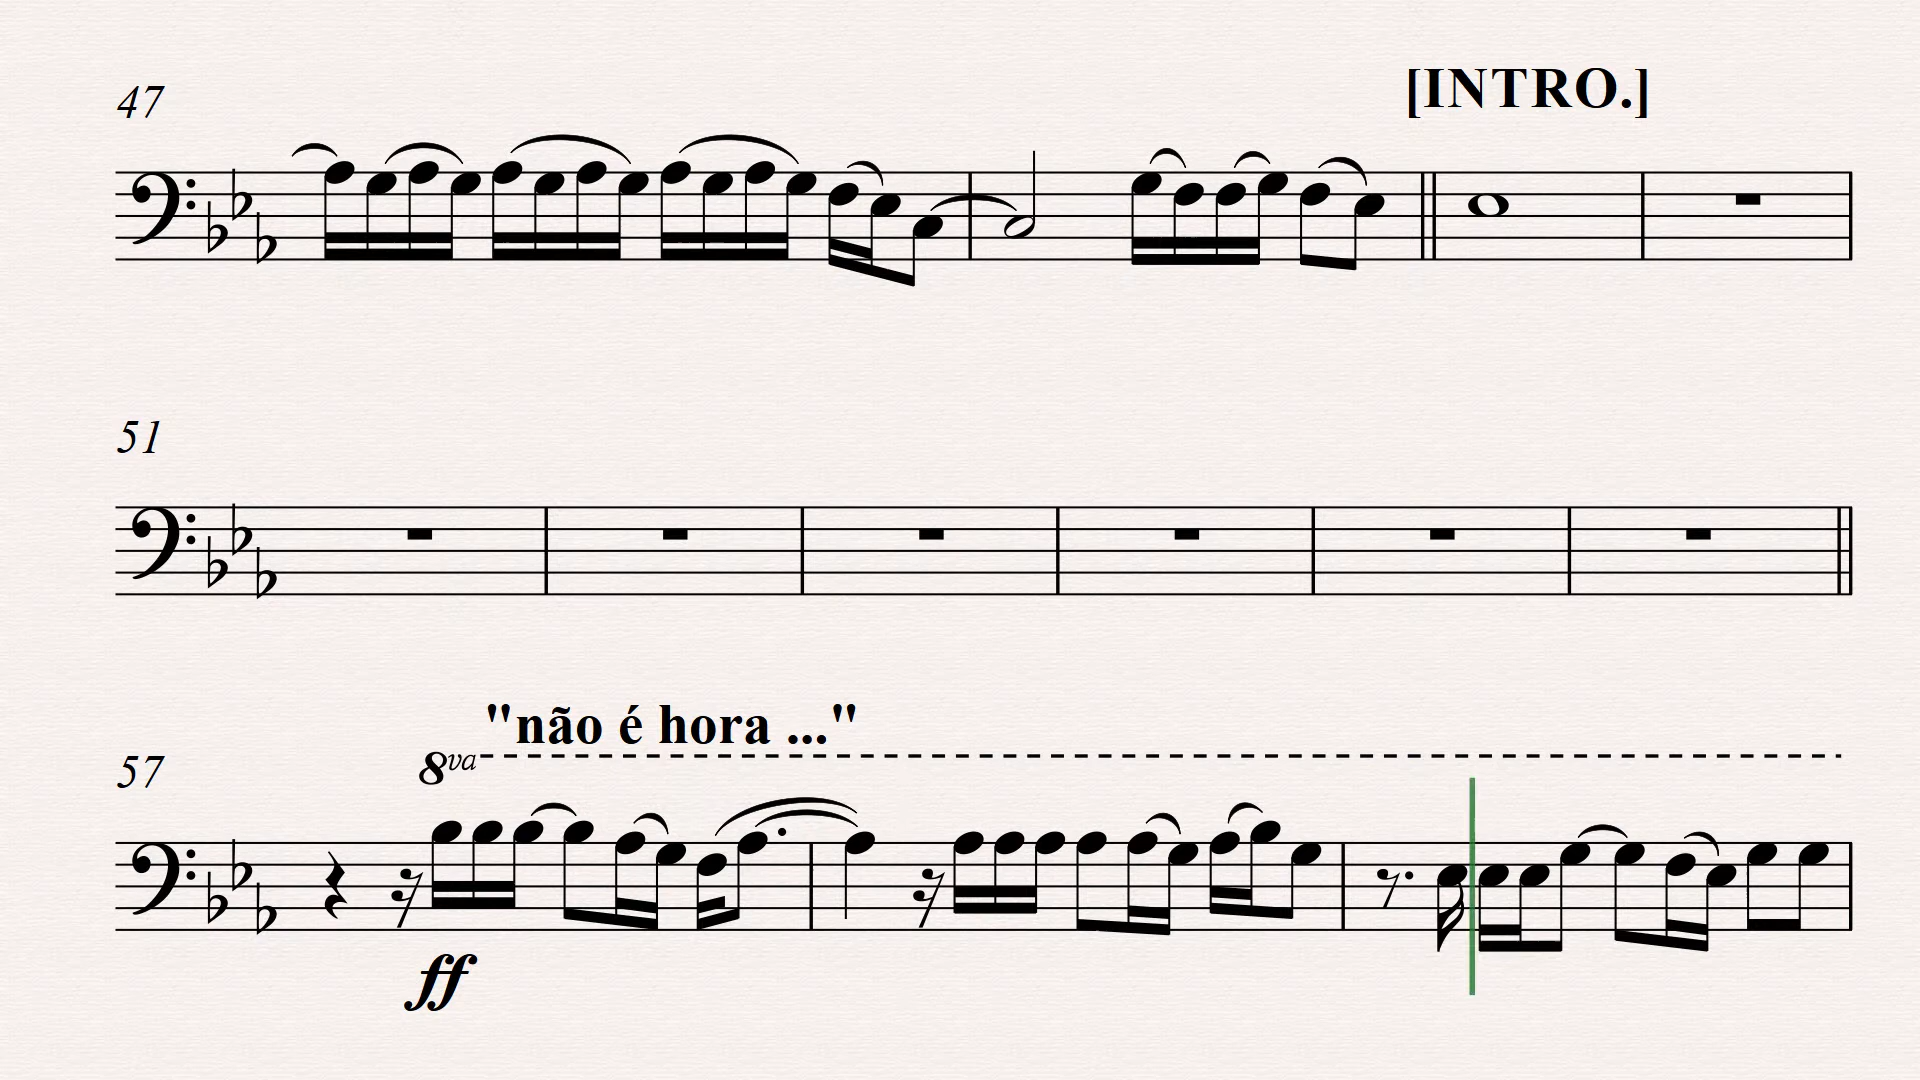 [INTRO.]
47
51
"não é hora ..."
8va
57
ff